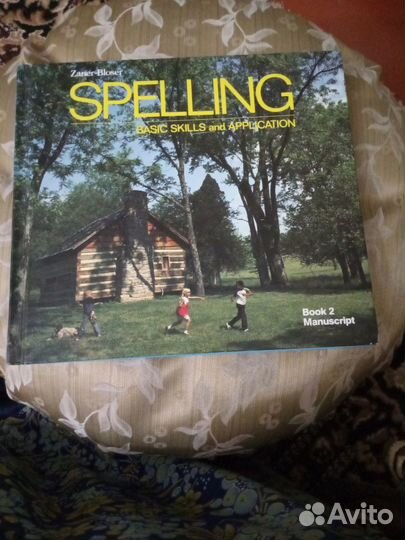 Zaner-Bloser
SPELLING
BASIC SKILLS and APPLICATION
Book 2
Manuscript
Avito